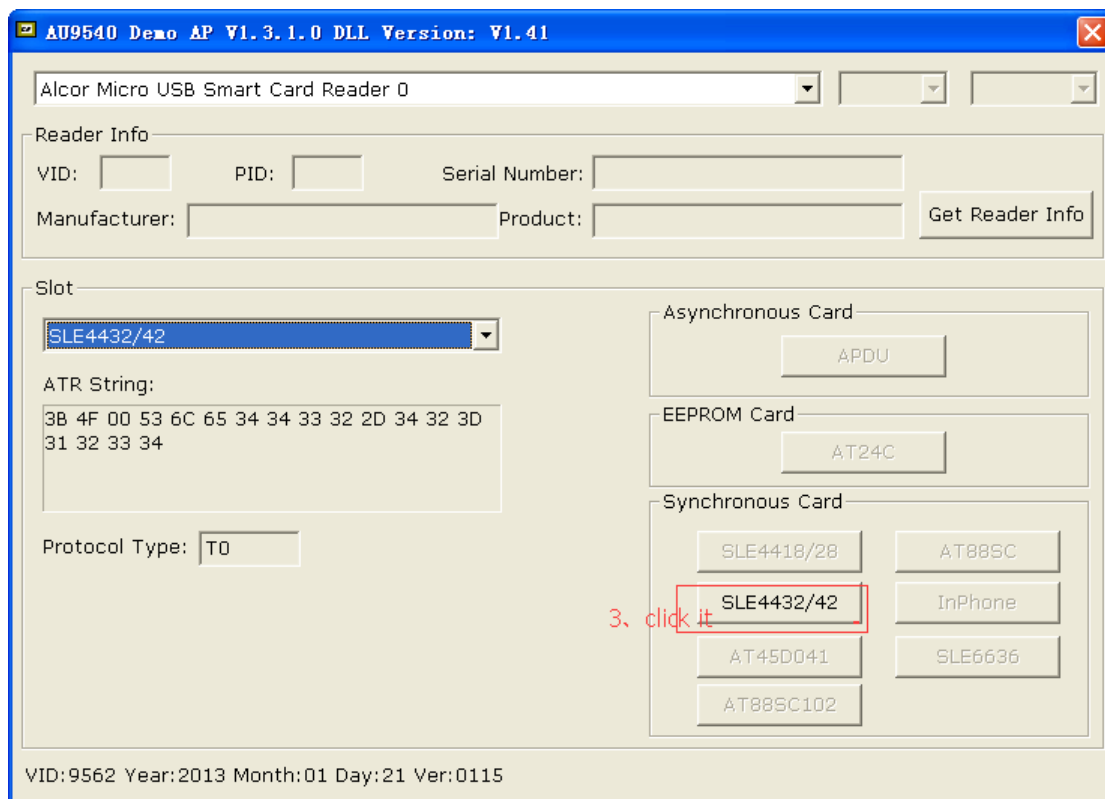 AU9540 Demo AP V1.3.1.0 DLL Version: V1.41
Alcor Micro USB Smart Card Reader 0
Reader Info
VID: PID: Serial Number:
Manufacturer: Product: Get Reader Info
Slot
SLE4432/42
ATR String:
3B 4F 00 53 6C 65 34 34 33 32 2D 34 32 3D
31 32 33 34
Protocol Type: T0
Asynchronous Card
APDU
EEPROM Card
AT24C
Synchronous Card
SLE4418/28 AT88SC
SLE4432/42 InPhone
3、click it
AT45D041 SLE6636
AT88SC102
VID:9562 Year:2013 Month:01 Day:21 Ver:0115